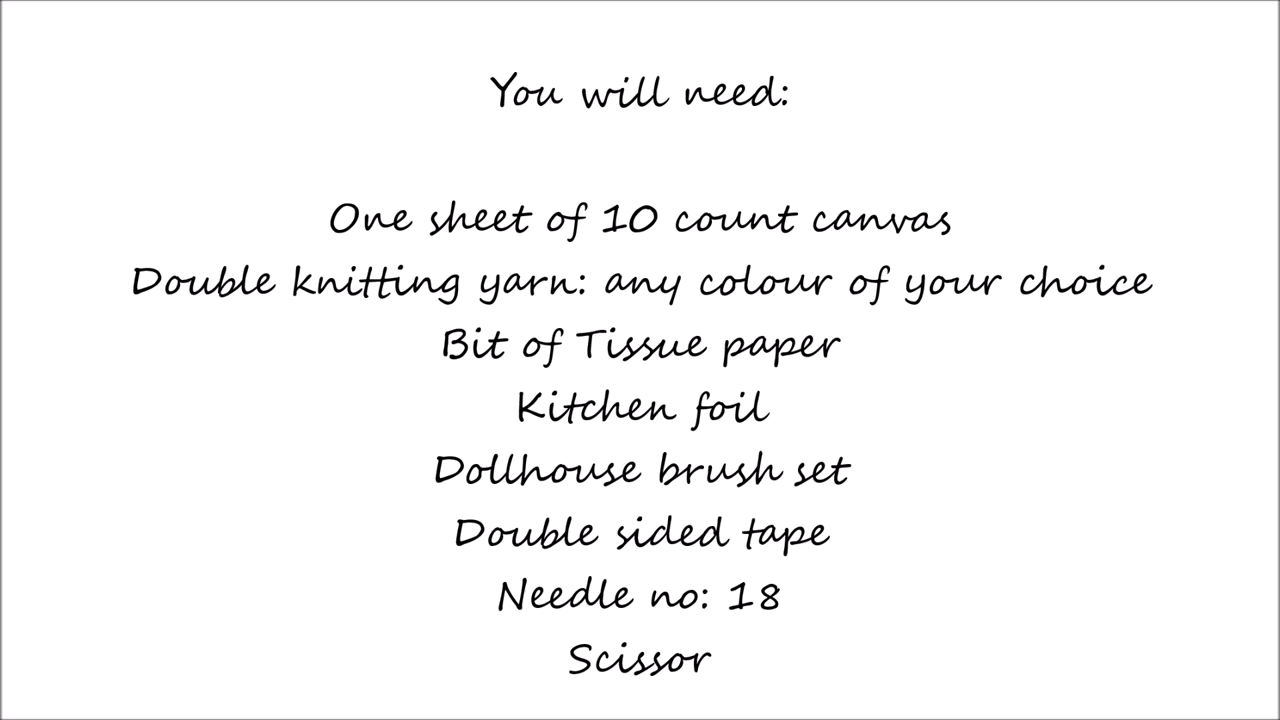 You will need:
One sheet of 10 count canvas
Double knitting yarn: any colour of your choice
Bit of Tissue paper
Kitchen foil
Dollhouse brush set
Double sided tape
Needle no: 18
Scissor